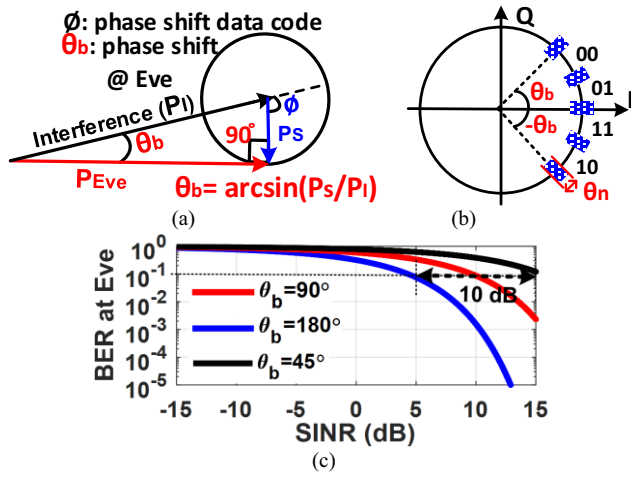 Ø: phase shift data code
θb: phase shift
@ Eve
Interference (PI)
θb
ø
90°
PS
PEve
θb= arcsin(PS/PI)
(a)
Q
I
00
01
11
10
θb
-θb
θn
(b)
BER at Eve
10^0
10^-1
10^-2
10^-3
10^-4
10^-5
θb=90°
θb=180°
θb=45°
10 dB
-15 -10 -5 0 5 10 15
SINR (dB)
(c)